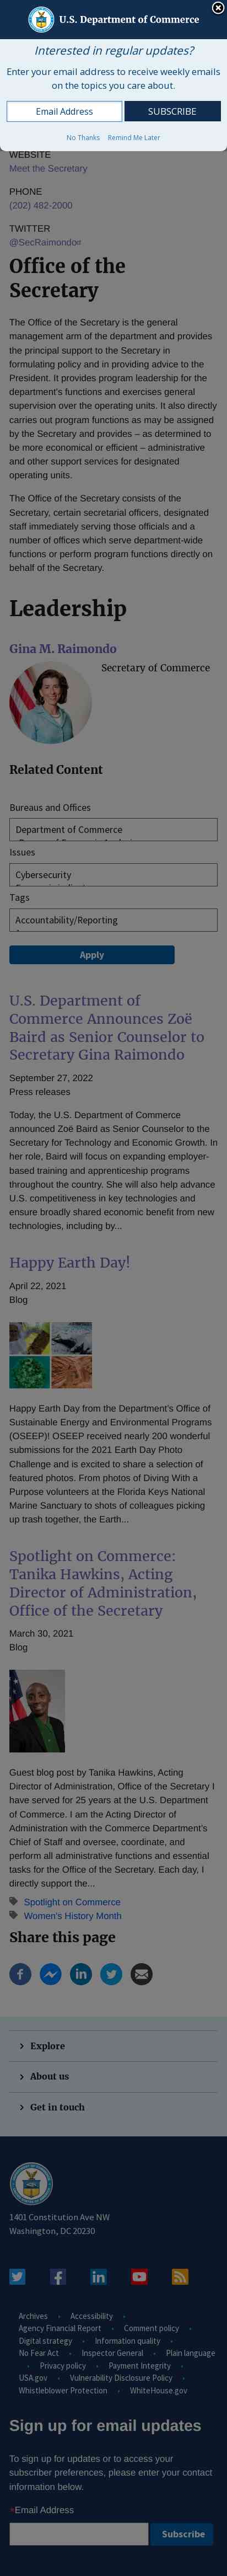 U.S. Department of Commerce
Interested in regular updates?
Enter your email address to receive weekly emails
on the topics you care about.
Email Address
SUBSCRIBE
No Thanks
Remind Me Later
WEBSITE
Meet the Secretary
PHONE
(202) 482-2000
TWITTER
@SecRaimondo
Office of the
Secretary
The Office of the Secretary is the general
management arm of the department and provides
the principal support to the Secretary in
formulating policy and in providing advice to the
President. It provides program leadership for the
department's functions and exercises general
supervision over the operating units. It also directly
carries out program functions as may be assigned
by the Secretary and provides – as determined to
be more economical or efficient – administrative
and other support services for designated
operating units.
The Office of the Secretary consists of the
Secretary, certain secretarial officers, designated
staff immediately serving those officials and a
number of offices which serve department-wide
functions or perform program functions directly on
behalf of the Secretary.
Leadership
Gina M. Raimondo
Secretary of Commerce
Related Content
Bureaus and Offices
Department of Commerce
Issues
Cybersecurity
Tags
Accountability/Reporting
Apply
U.S. Department of
Commerce Announces Zoë
Baird as Senior Counselor to
Secretary Gina Raimondo
September 27, 2022
Press releases
Today, the U.S. Department of Commerce
announced Zoë Baird as Senior Counselor to the
Secretary for Technology and Economic Growth. In
her role, Baird will focus on expanding employer-
based training and apprenticeship programs
throughout the country. She will also help advance
U.S. competitiveness in key technologies and
ensure broadly shared economic benefit from new
technologies, including by...
Happy Earth Day!
April 22, 2021
Blog
Happy Earth Day from the Department's Office of
Sustainable Energy and Environmental Programs
(OSEEP)! OSEEP received nearly 200 wonderful
submissions for the 2021 Earth Day Photo
Challenge and is excited to share a selection of
featured photos. From photos of Diving With a
Purpose volunteers at the Florida Keys National
Marine Sanctuary to shots of colleagues picking
up trash together, the Earth...
Spotlight on Commerce:
Tanika Hawkins, Acting
Director of Administration,
Office of the Secretary
March 30, 2021
Blog
Guest blog post by Tanika Hawkins, Acting
Director of Administration, Office of the Secretary I
have served for 25 years at the U.S. Department
of Commerce. I am the Acting Director of
Administration with the Commerce Department's
Chief of Staff and oversee, coordinate, and
perform all administrative functions and essential
tasks for the Office of the Secretary. Each day, I
directly support the...
Spotlight on Commerce
Women's History Month
Share this page
Explore
About us
Get in touch
1401 Constitution Ave NW
Washington, DC 20230
Archives • Accessibility •
Agency Financial Report • Comment policy •
Digital strategy • Information quality •
No Fear Act • Inspector General • Plain language
• Privacy policy • Payment Integrity •
USA.gov • Vulnerability Disclosure Policy •
Whistleblower Protection • WhiteHouse.gov
Sign up for email updates
To sign up for updates or to access your
subscriber preferences, please enter your contact
information below.
*Email Address
Subscribe